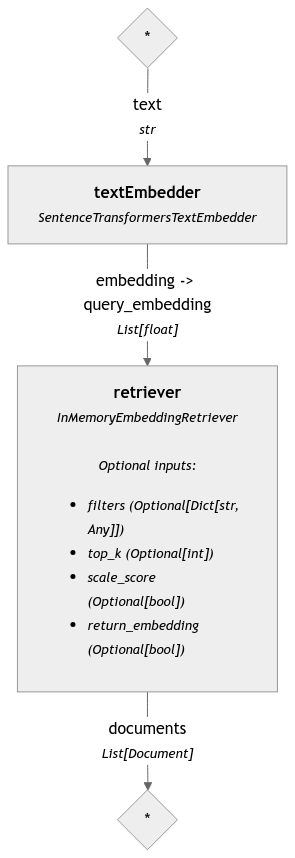 *
text
str
textEmbedder
SentenceTransformersTextEmbedder
embedding ->
query_embedding
List[float]
retriever
InMemoryEmbeddingRetriever
Optional inputs:
• filters (Optional[Dict[str,
Any]])
• top_k (Optional[int])
• scale_score
(Optional[bool])
• return_embedding
(Optional[bool])
documents
List[Document]
*